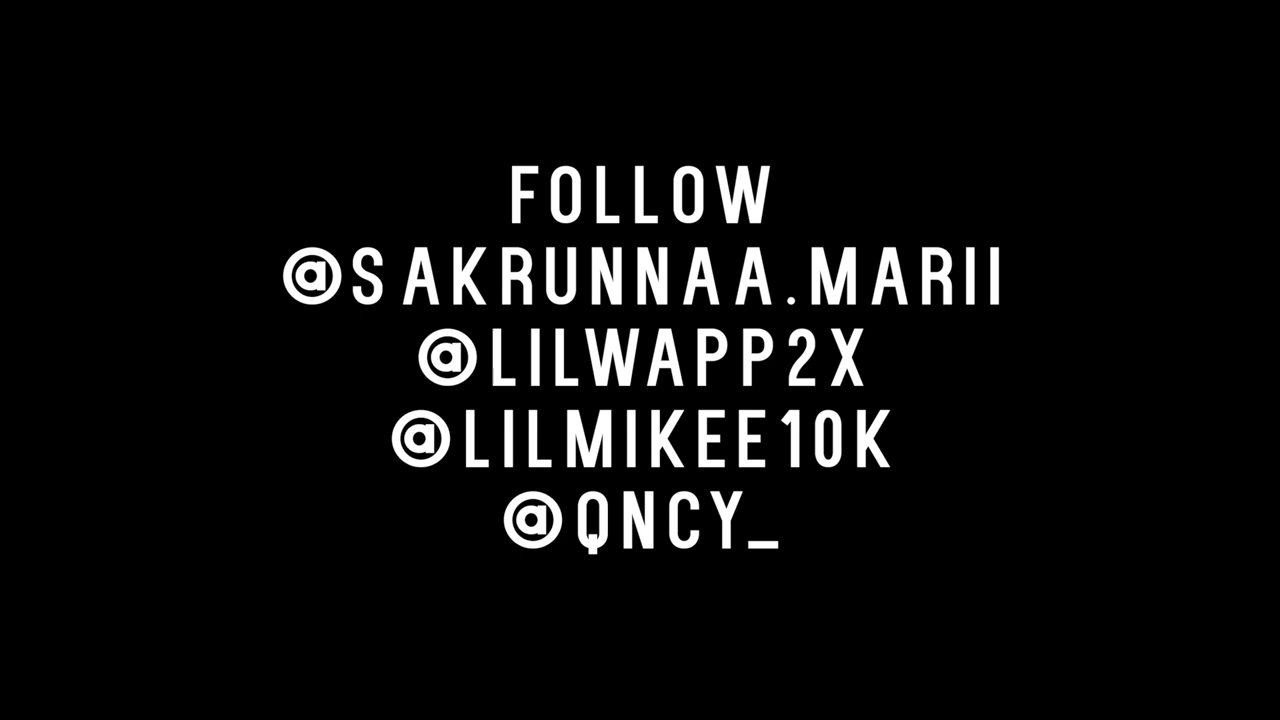 FOLLOW
@SAKRUNNAA.MARII
@LILWAPP2X
@LILMIKEE10K
@QNCY_